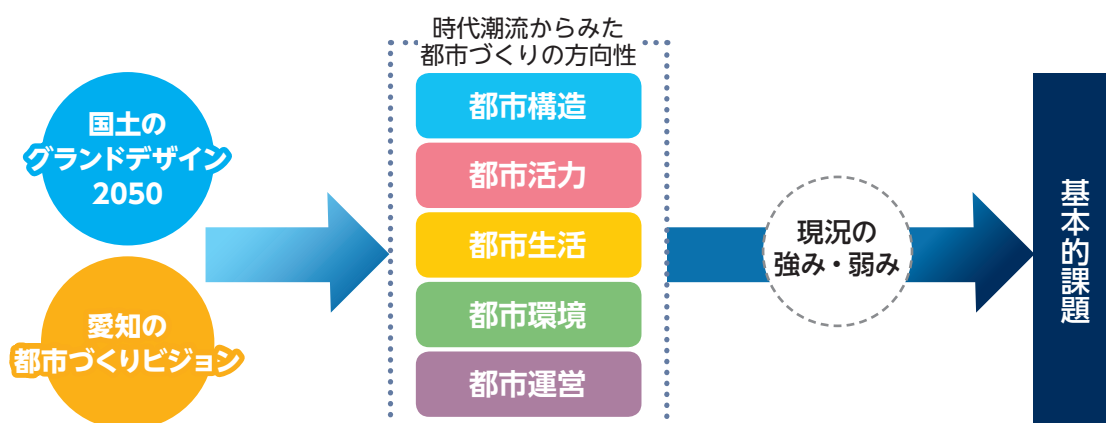 国土の
グランドデザイン
2050
愛知の
都市づくりビジョン
時代潮流からみた
都市づくりの方向性
都市構造
都市活力
都市生活
都市環境
都市運営
現況の
強み・弱み
基本的課題